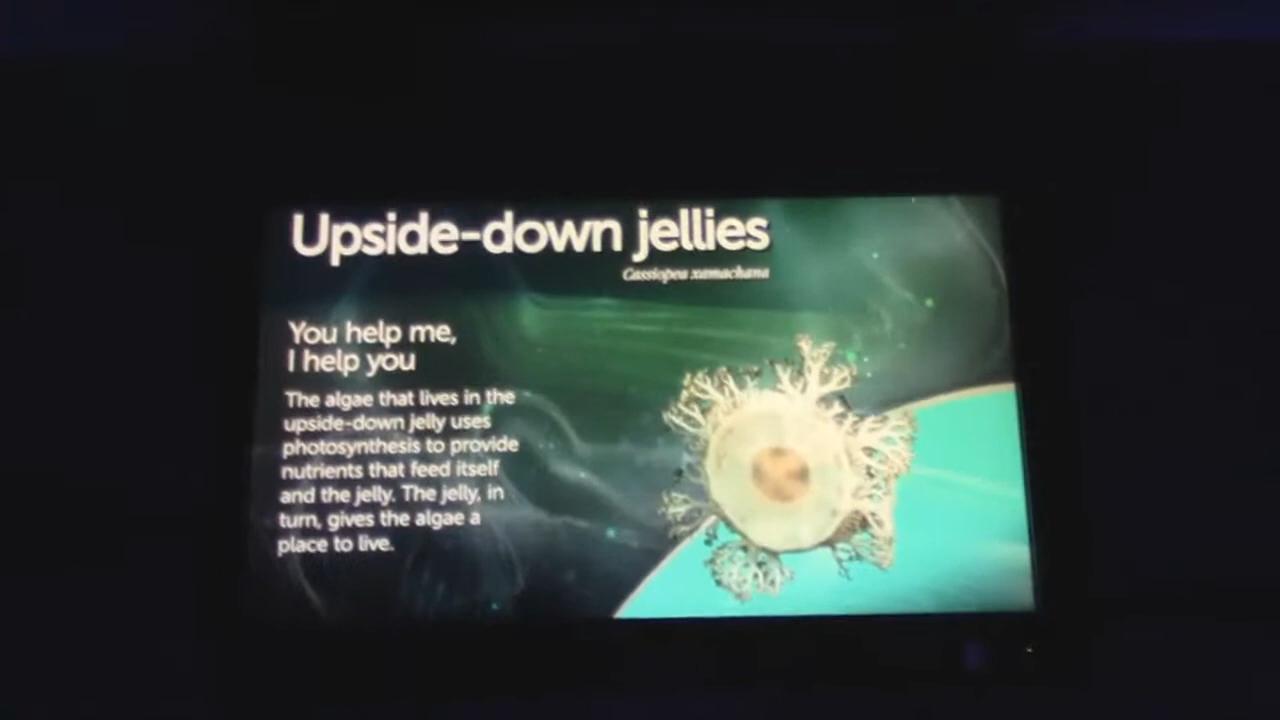 Upside-down jellies
Cassiopea xamachana
You help me,
I help you
The algae that lives in the
upside-down jelly uses
photosynthesis to provide
nutrients that feed itself
and the jelly. The jelly, in
turn, gives the algae a
place to live.